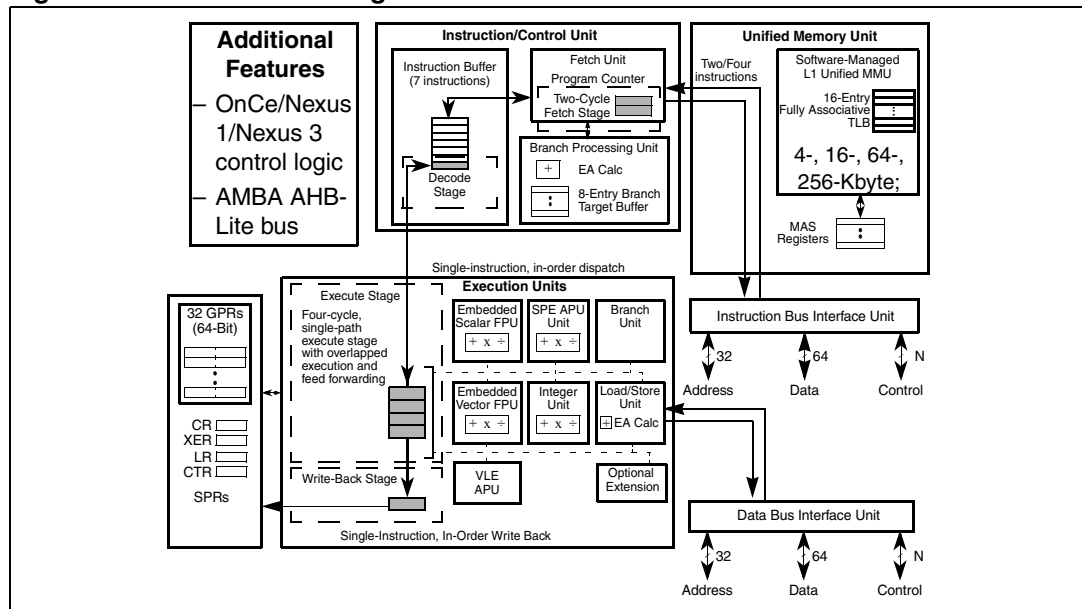 Additional
Features
– OnCe/Nexus
1/Nexus 3
control logic
– AMBA AHB-
Lite bus
Instruction/Control Unit
Instruction Buffer
(7 instructions)
Decode
Stage
Fetch Unit
Program Counter
Two-Cycle
Fetch Stage
Branch Processing Unit
+ EA Calc
8-Entry Branch
Target Buffer
Two/Four
instructions
Unified Memory Unit
Software-Managed
L1 Unified MMU
16-Entry
Fully Associative
TLB
4-, 16-, 64-,
256-Kbyte;
MAS
Registers
Single-instruction, in-order dispatch
Execution Units
Execute Stage
Four-cycle,
single-path
execute stage
with overlapped
execution and
feed forwarding
Embedded
Scalar FPU
+ x ÷
SPE APU
Unit
+ x ÷
Branch
Unit
Embedded
Vector FPU
+ x ÷
Integer
Unit
+ x ÷
Load/Store
Unit
+ EA Calc
VLE
APU
Optional
Extension
Write-Back Stage
Single-Instruction, In-Order Write Back
32 GPRs
(64-Bit)
CR
XER
LR
CTR
SPRs
Instruction Bus Interface Unit
32
64
N
Address
Data
Control
Data Bus Interface Unit
32
64
N
Address
Data
Control